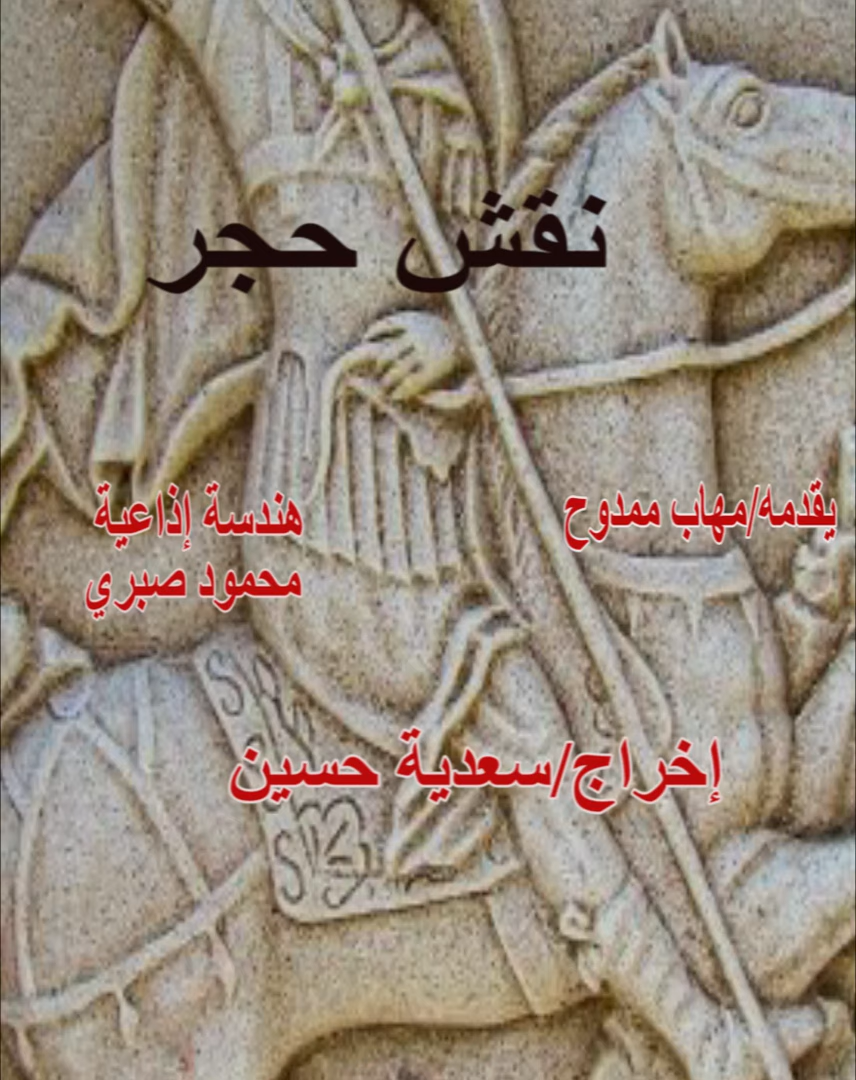 نقش حجر
يقدمه/مهاب ممدوح
هندسة إذاعية
محمود صبري
إخراج/سعدية حسين